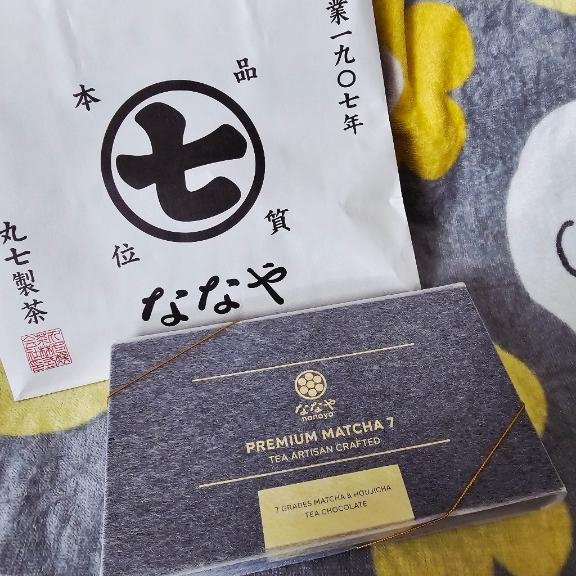 業一九〇七年
品
本
七
質
位
ななや
丸七製茶
ななや
nanaya
PREMIUM MATCHA 7
TEA ARTISAN CRAFTED
7 GRADES MATCHA & HOUJICHA
TEA CHOCOLATE